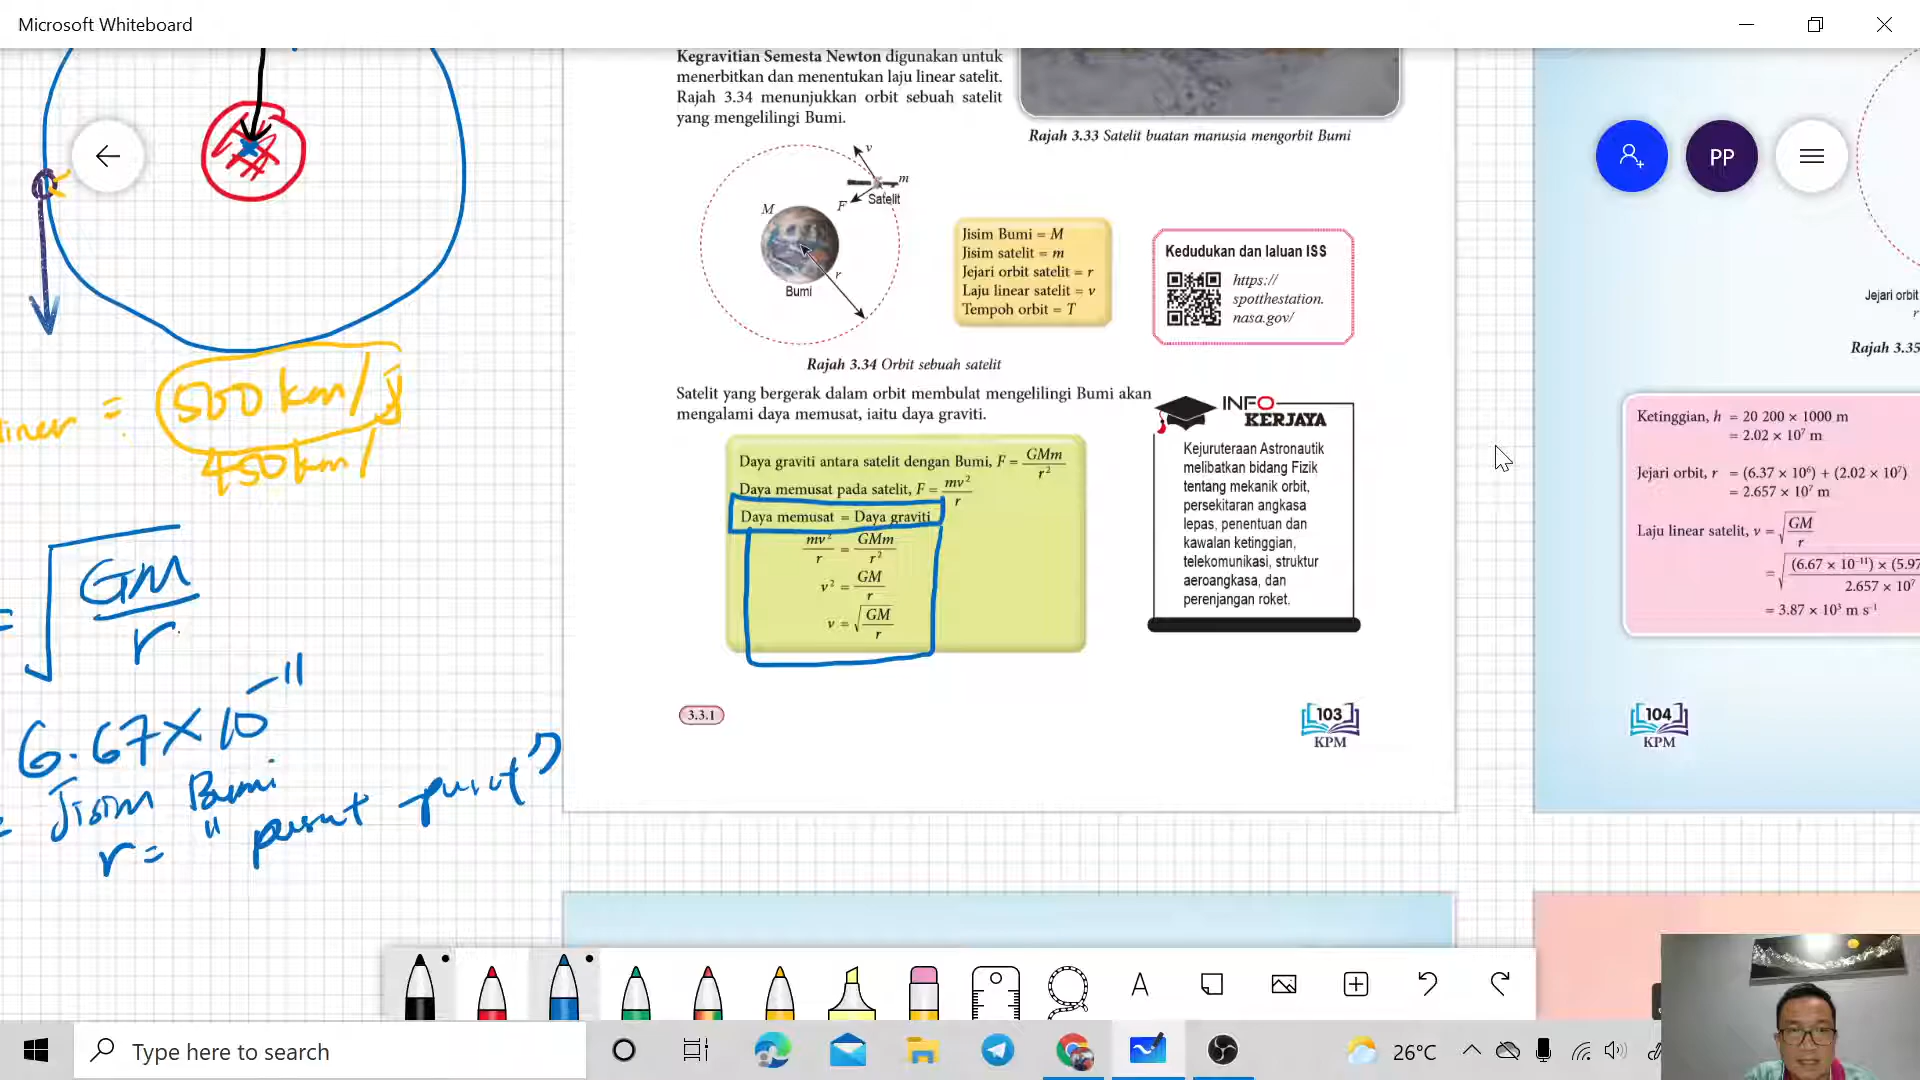 Microsoft Whiteboard
liner = 500 km/j
450km/
= √GM/r
6.67×10⁻¹¹
= Jisim Bumi
r = "pusat - pusat"
Kegravitian Semesta Newton digunakan untuk
menerbitkan dan menentukan laju linear satelit.
Rajah 3.34 menunjukkan orbit sebuah satelit
yang mengelilingi Bumi.
Rajah 3.33 Satelit buatan manusia mengorbit Bumi
v
m
F
Satelit
M
r
Bumi
Jisim Bumi = M
Jisim satelit = m
Jejari orbit satelit = r
Laju linear satelit = v
Tempoh orbit = T
Kedudukan dan laluan ISS
https://
spotthestation.
nasa.gov/
Rajah 3.34 Orbit sebuah satelit
Satelit yang bergerak dalam orbit membulat mengelilingi Bumi akan
mengalami daya memusat, iaitu daya graviti.
Daya graviti antara satelit dengan Bumi, F = GMm/r²
Daya memusat pada satelit, F = mv²/r
Daya memusat = Daya graviti
mv²/r = GMm/r²
v² = GM/r
v = √GM/r
INFO
KERJAYA
Kejuruteraan Astronautik
melibatkan bidang Fizik
tentang mekanik orbit,
persekitaran angkasa
lepas, penentuan dan
kawalan ketinggian,
telekomunikasi, struktur
aeroangkasa, dan
perenjangan roket.
3.3.1
103
KPM
PP
Jejari orbit
r
Rajah 3.35
Ketinggian, h = 20 200 × 1000 m
= 2.02 × 10⁷ m
Jejari orbit, r = (6.37 × 10⁶) + (2.02 × 10⁷)
= 2.657 × 10⁷ m
Laju linear satelit, v = √GM/r
= √(6.67 × 10⁻¹¹) × (5.97/2.657 × 10⁷
= 3.87 × 10³ m s⁻¹
104
KPM
A
Type here to search
26°C